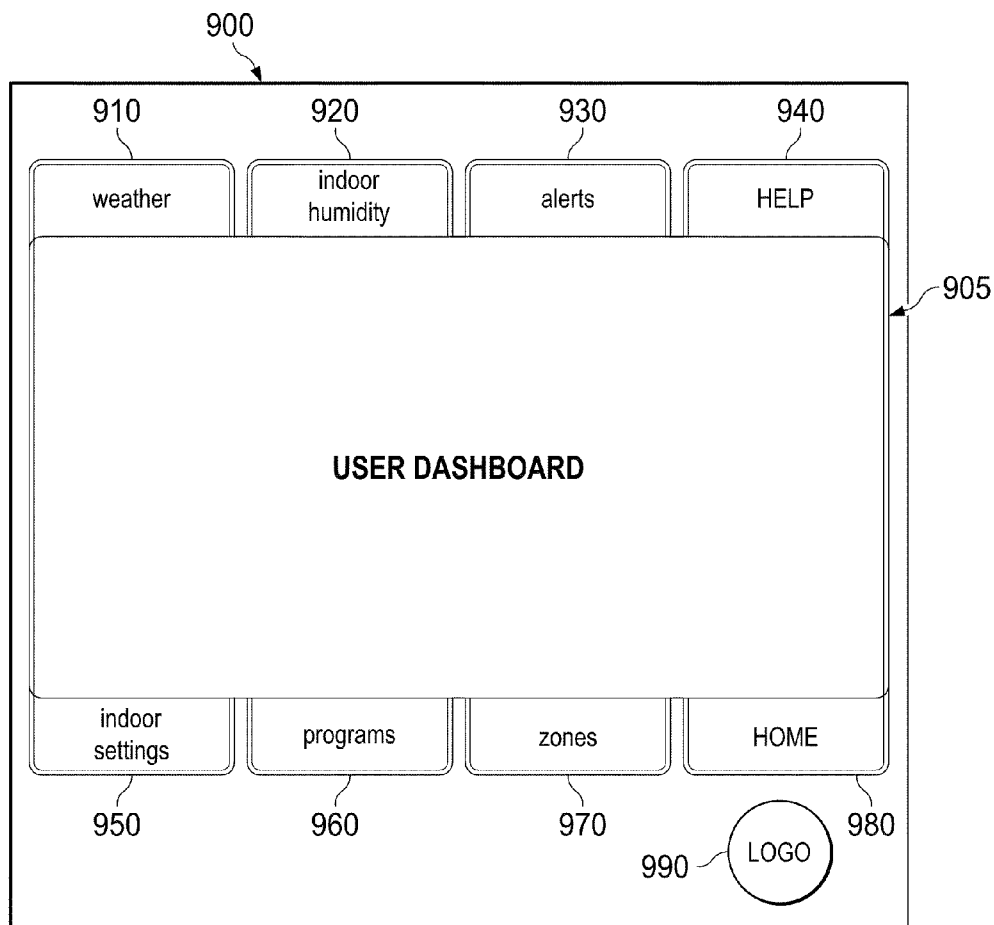 900
910
920
930
940
weather
indoor
humidity
alerts
HELP
905
USER DASHBOARD
indoor
settings
programs
zones
HOME
950
960
970
980
990
LOGO